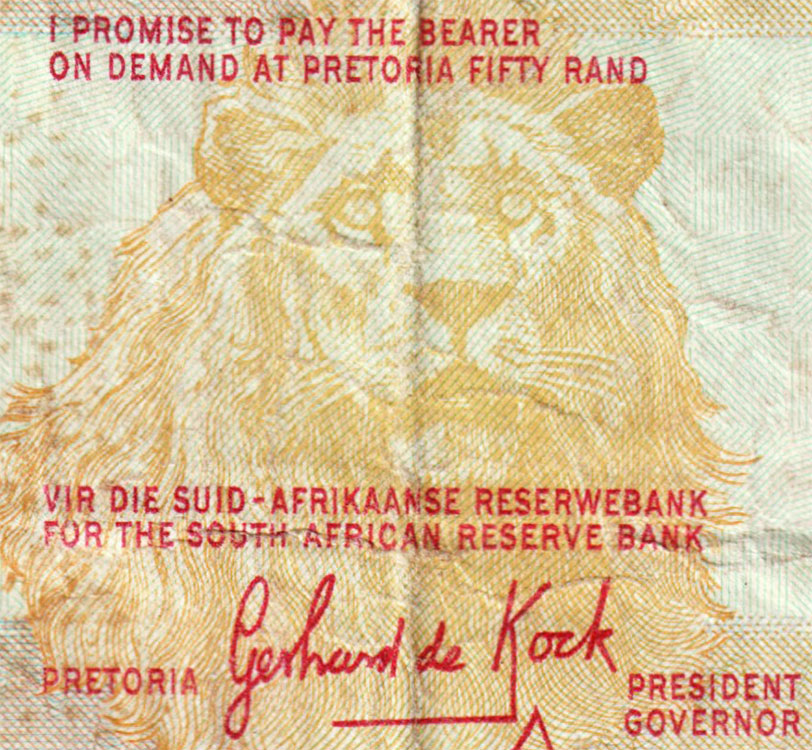 I PROMISE TO PAY THE BEARER
ON DEMAND AT PRETORIA FIFTY RAND
VIR DIE SUID-AFRIKAANSE RESERWEBANK
FOR THE SOUTH AFRICAN RESERVE BANK
Gerhard de Kock
PRETORIA
PRESIDENT
GOVERNOR